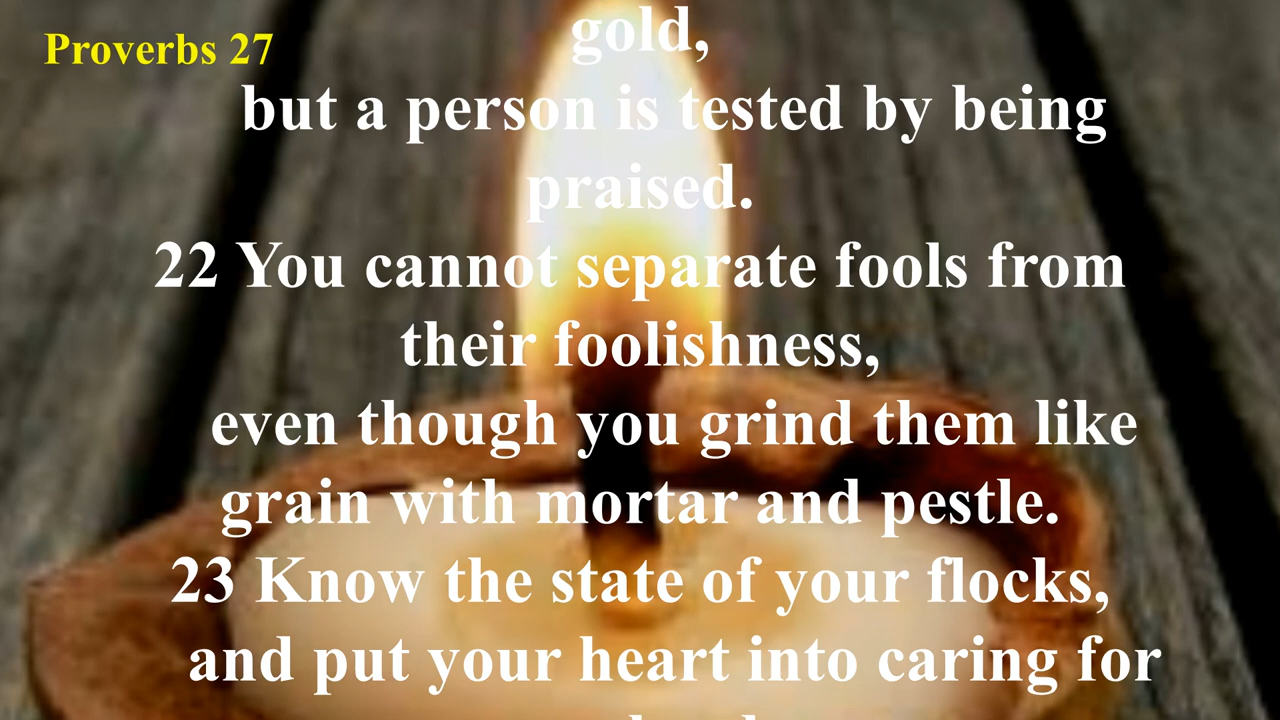 Proverbs 27
gold,
but a person is tested by being
praised.
22 You cannot separate fools from
their foolishness,
even though you grind them like
grain with mortar and pestle.
23 Know the state of your flocks,
and put your heart into caring for